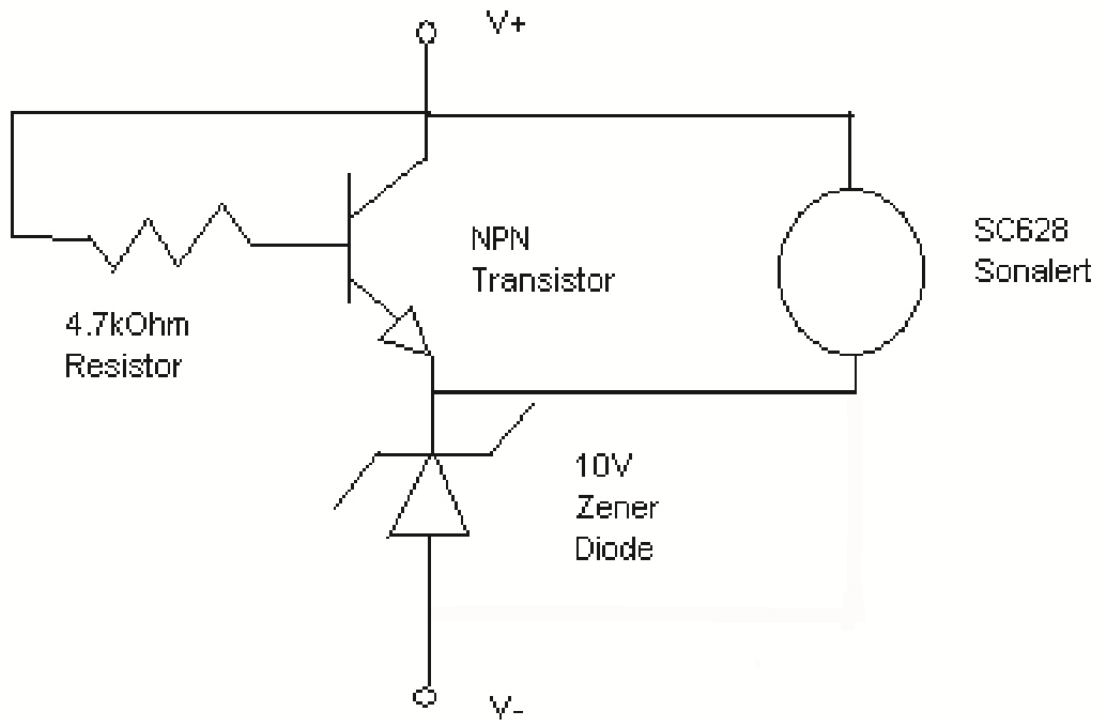 V+
NPN
Transistor
SC628
Sonalert
4.7kOhm
Resistor
10V
Zener
Diode
V-